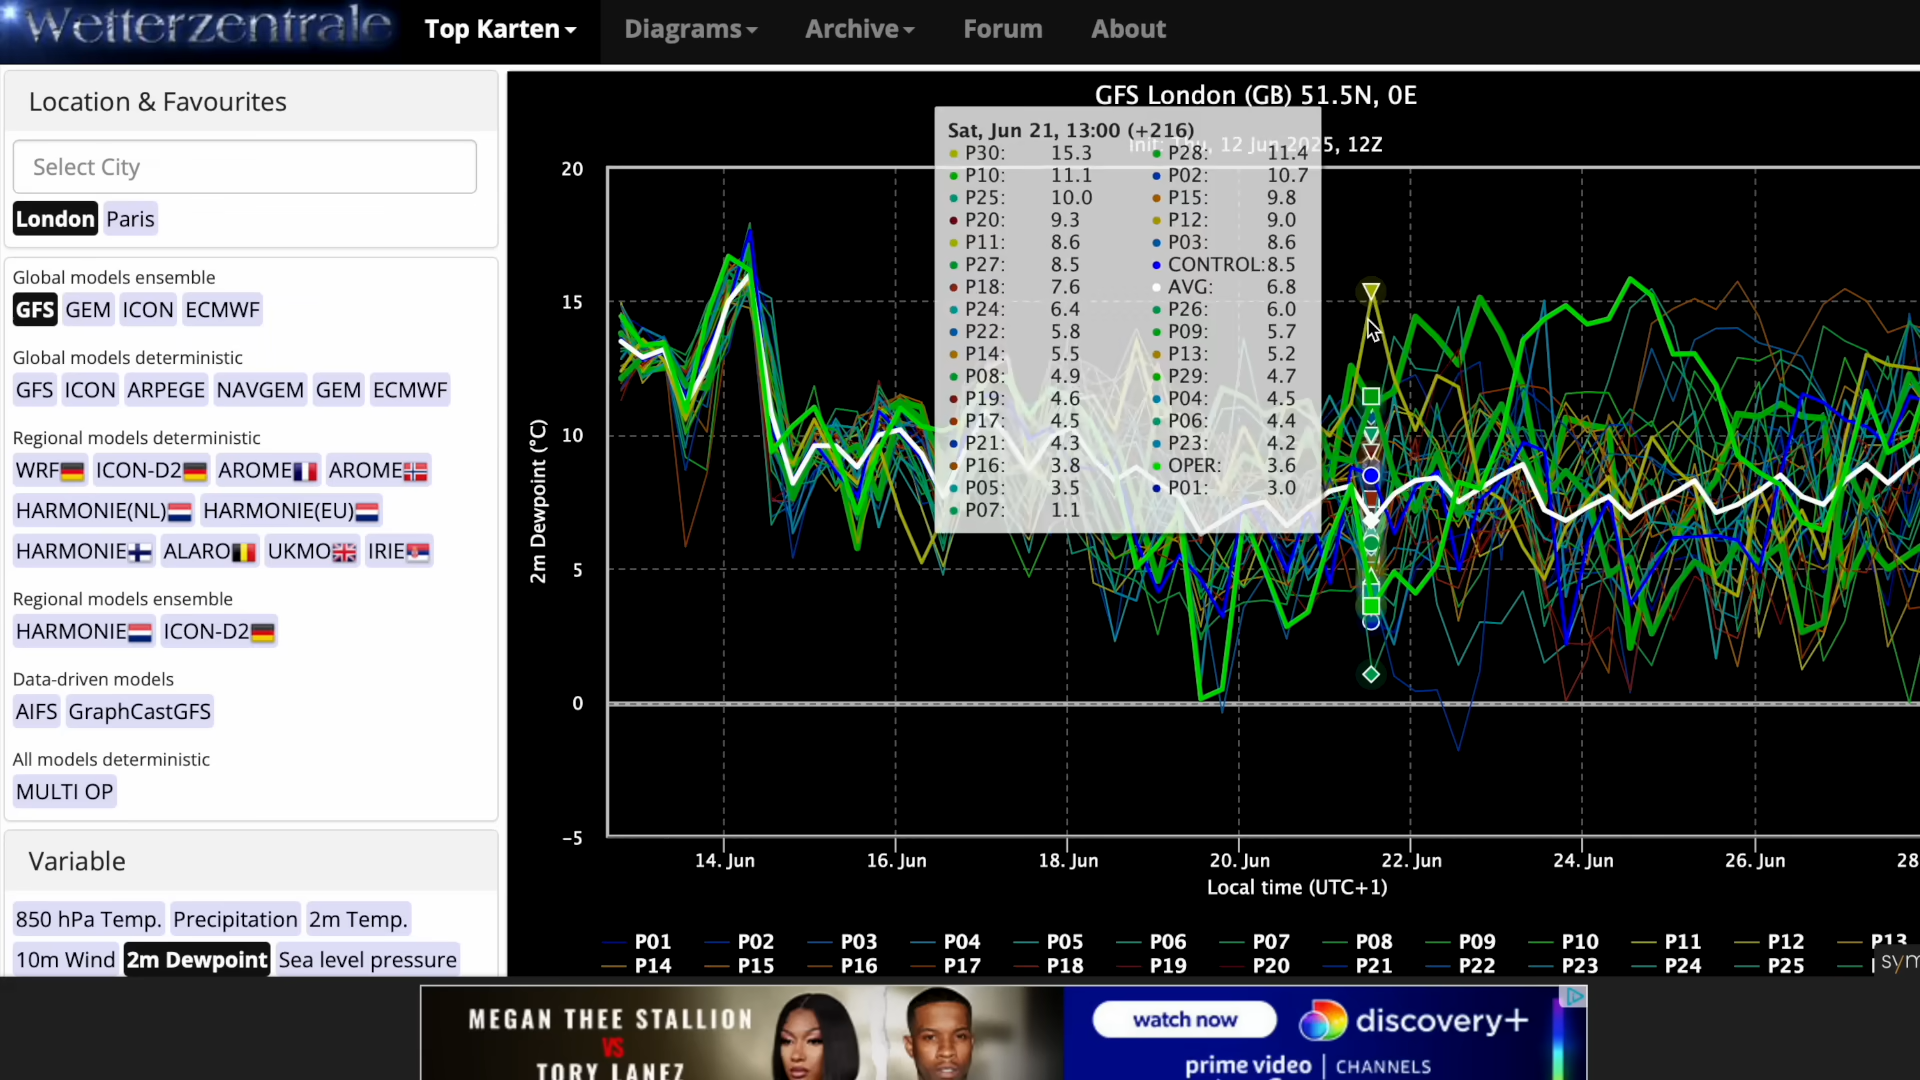 Wetterzentrale
Top Karten
Diagrams
Archive
Forum
About
Location & Favourites
Select City
London
Paris
Global models ensemble
GFS GEM ICON ECMWF
Global models deterministic
GFS ICON ARPEGE NAVGEM GEM ECMWF
Regional models deterministic
WRF ICON-D2 AROME AROME
HARMONIE(NL) HARMONIE(EU)
HARMONIE ALARO UKMO IRIE
Regional models ensemble
HARMONIE ICON-D2
Data-driven models
AIFS GraphCastGFS
All models deterministic
MULTI OP
Variable
850 hPa Temp. Precipitation 2m Temp.
10m Wind 2m Dewpoint Sea level pressure
GFS London (GB) 51.5N, 0E
Init: Thu, 12 Jun 2025, 12Z
Sat, Jun 21, 13:00 (+216)
P30: 15.3 P28: 11.4
P10: 11.1 P02: 10.7
P25: 10.0 P15: 9.8
P20: 9.3 P12: 9.0
P11: 8.6 P03: 8.6
P27: 8.5 CONTROL: 8.5
P18: 7.6 AVG: 6.8
P24: 6.4 P26: 6.0
P22: 5.8 P09: 5.7
P14: 5.5 P13: 5.2
P08: 4.9 P29: 4.7
P19: 4.6 P04: 4.5
P17: 4.5 P06: 4.4
P21: 4.3 P23: 4.2
P16: 3.8 OPER: 3.6
P05: 3.5 P01: 3.0
P07: 1.1
20
15
10
5
0
−5
2m Dewpoint (°C)
14. Jun 16. Jun 18. Jun 20. Jun 22. Jun 24. Jun 26. Jun 28
Local time (UTC+1)
P01 P02 P03 P04 P05 P06 P07 P08 P09 P10 P11 P12 P13
P14 P15 P16 P17 P18 P19 P20 P21 P22 P23 P24 P25
sym
MEGAN THEE STALLION
VS
TORY LANEZ
watch now
discovery+
prime video | CHANNELS